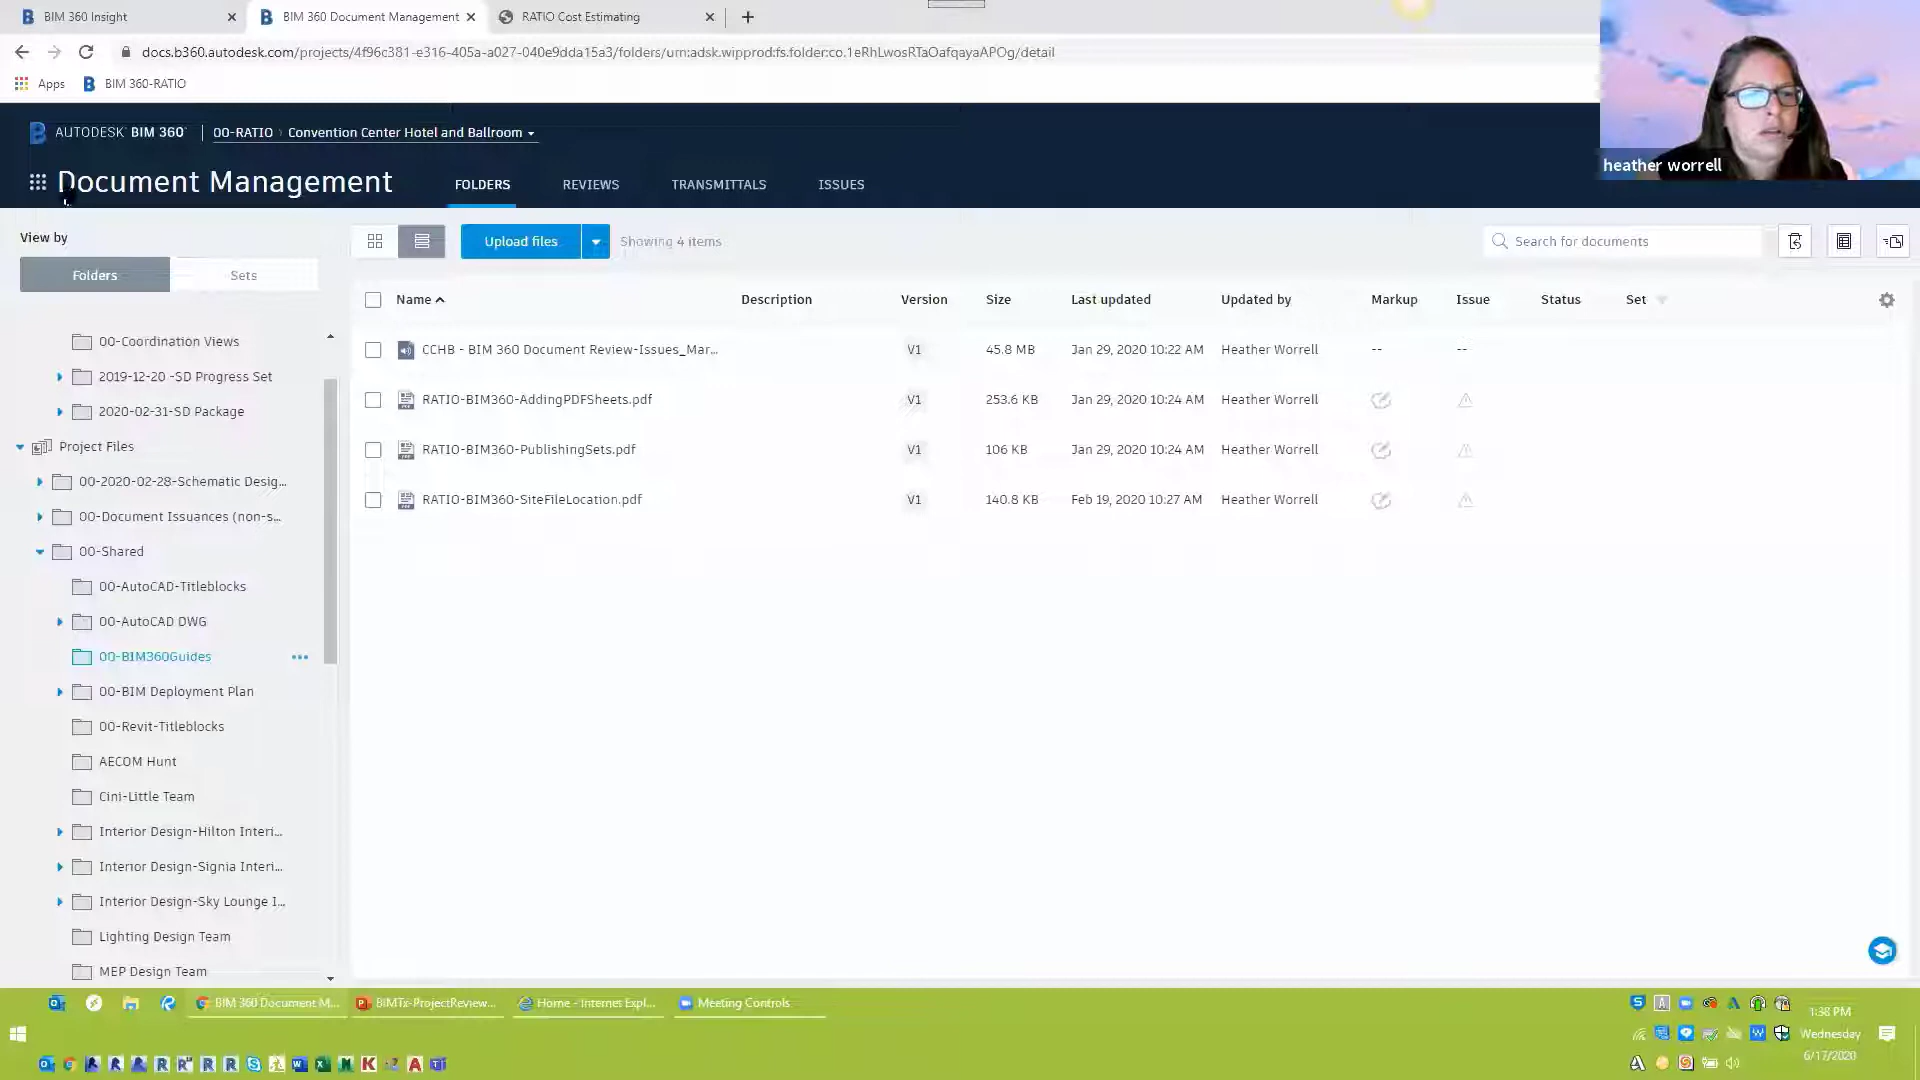 BIM 360 Insight
BIM 360 Document Management
RATIO Cost Estimating
docs.b360.autodesk.com/projects/4f96c381-e316-405a-a027-040e9dda15a3/folders/urn:adsk.wipprod:fs.folder:co.1eRhLwosRTaOafqayaAPOg/detail
Apps
BIM 360-RATIO
AUTODESK BIM 360
00-RATIO
Convention Center Hotel and Ballroom
Document Management
FOLDERS
REVIEWS
TRANSMITTALS
ISSUES
heather worrell
View by
Folders
Sets
Upload files
Showing 4 items
Search for documents
00-Coordination Views
2019-12-20 -SD Progress Set
2020-02-31-SD Package
Project Files
00-2020-02-28-Schematic Desig...
00-Document Issuances (non-s...
00-Shared
00-AutoCAD-Titleblocks
00-AutoCAD DWG
00-BIM360Guides
00-BIM Deployment Plan
00-Revit-Titleblocks
AECOM Hunt
Cini-Little Team
Interior Design-Hilton Interi...
Interior Design-Signia Interi...
Interior Design-Sky Lounge I...
Lighting Design Team
MEP Design Team
Name Description Version Size Last updated Updated by Markup Issue Status Set
CCHB - BIM 360 Document Review-Issues_Mar... V1 45.8 MB Jan 29, 2020 10:22 AM Heather Worrell -- --
RATIO-BIM360-AddingPDFSheets.pdf V1 253.6 KB Jan 29, 2020 10:24 AM Heather Worrell
RATIO-BIM360-PublishingSets.pdf V1 106 KB Jan 29, 2020 10:24 AM Heather Worrell
RATIO-BIM360-SiteFileLocation.pdf V1 140.8 KB Feb 19, 2020 10:27 AM Heather Worrell
BIM 360 Document M...
BIMTx-ProjectReview...
Home - Internet Expl...
Meeting Controls
1:38 PM
Wednesday
6/17/2020